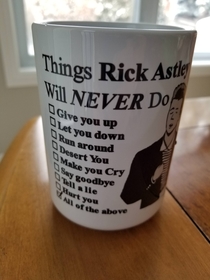 Things Rick Astley
Will NEVER Do
Give you up
Let you down
Run around
Desert You
Make you Cry
Say goodbye
Tell a lie
Hurt you
All of the above